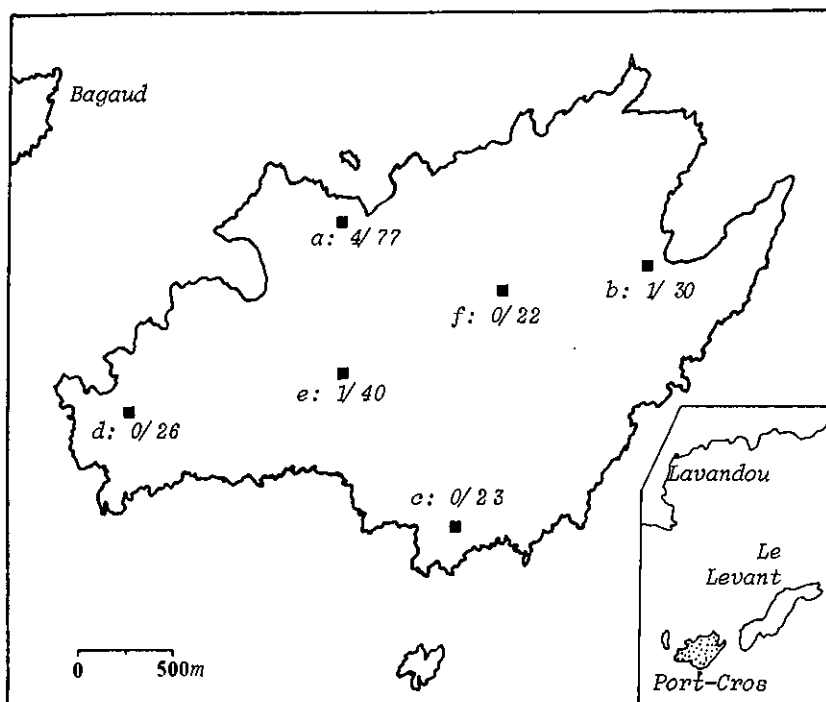 Bagaud
a: 4/77
b: 1/30
f: 0/22
e: 1/40
d: 0/26
c: 0/23
Lavandou
Le
Levant
0 500m
Port-Cros